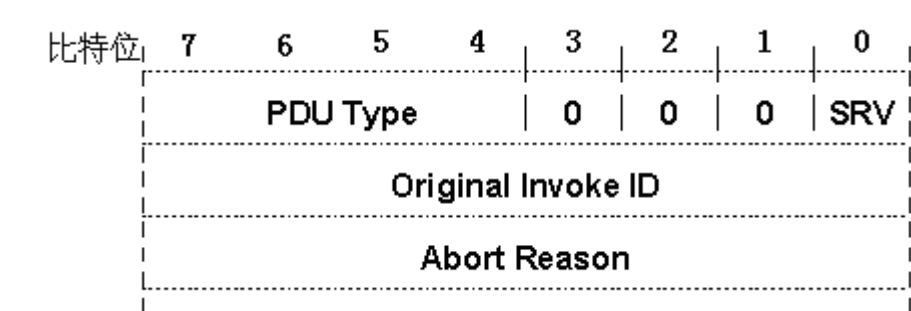 比特位 7 6 5 4 3 2 1 0
PDU Type 0 0 0 SRV
Original Invoke ID
Abort Reason